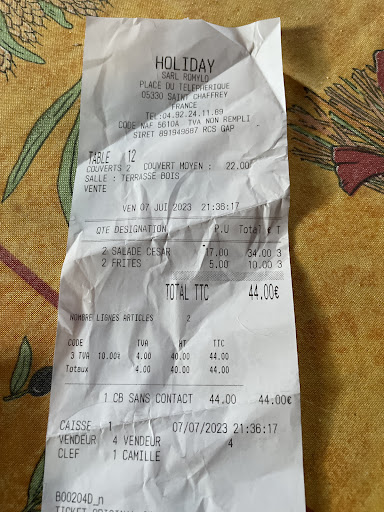 HOLIDAY
SARL ROMYLO
PLACE DU TELEPHERIQUE
05330 SAINT CHAFFREY
FRANCE
TEL:04.92.24.11.69
CODE NAF 5610A TVA NON REMPLI
SIRET 891949687 RCS GAP
TABLE 12
COUVERTS 2 COUVERT MOYEN : 22.00
SALLE : TERRASSE BOIS
VENTE
VEN 07 JUI 2023 21:36:17
QTE DESIGNATION P.U Total € T
2 SALADE CESAR 17.00 34.00 3
2 FRITES 5.00 10.00 3
TOTAL TTC 44.00€
NOMBRE LIGNES ARTICLES 2
CODE TVA HT TTC
3 TVA 10.00% 4.00 40.00 44.00
Totaux 4.00 40.00 44.00
1 CB SANS CONTACT 44.00 44.00€
CAISSE 1 07/07/2023 21:36:17
VENDEUR 4 VENDEUR 4
CLEF 1 CAMILLE
B00204D_n
TICKET ORIGINAL